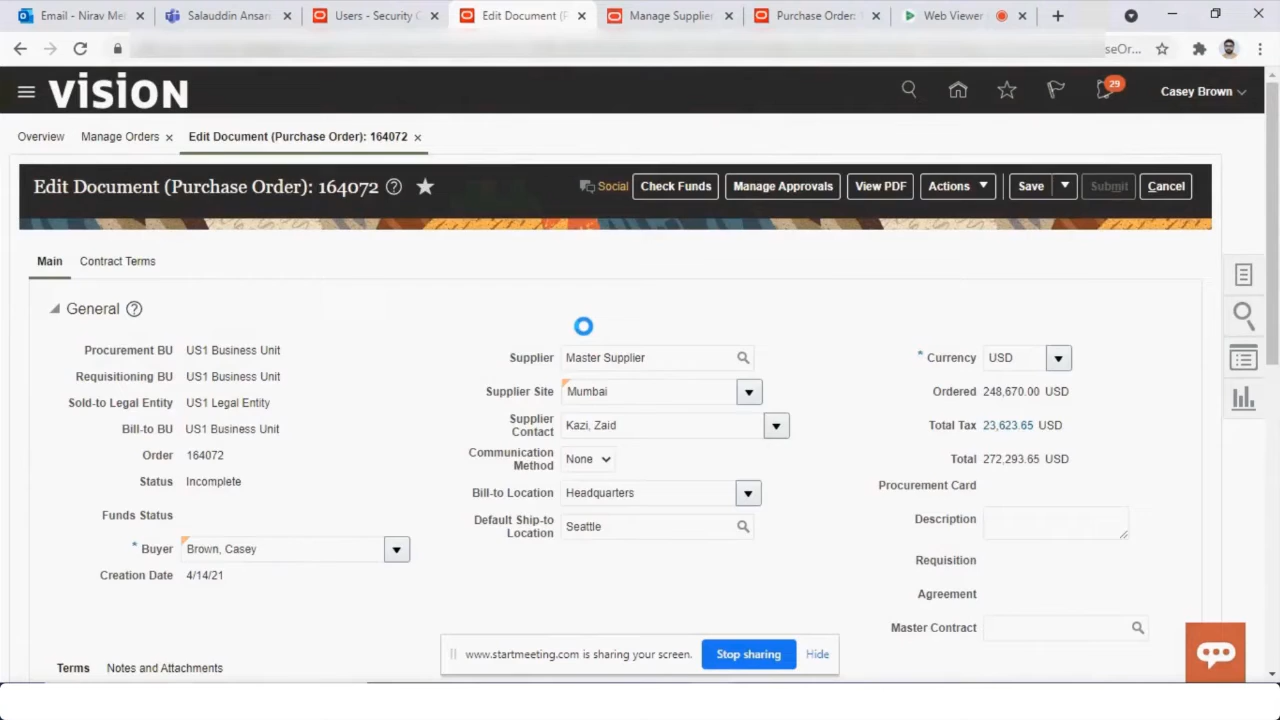 Email - Nirav Me
Salauddin Ansar
Users - Security C
Edit Document (P
Manage Supplier
Purchase Order:
Web Viewer
seOr...
VISION
29
Casey Brown
Overview
Manage Orders
Edit Document (Purchase Order): 164072
Edit Document (Purchase Order): 164072
Social
Check Funds
Manage Approvals
View PDF
Actions
Save
Submit
Cancel
Main
Contract Terms
General
Procurement BU US1 Business Unit
Requisitioning BU US1 Business Unit
Sold-to Legal Entity US1 Legal Entity
Bill-to BU US1 Business Unit
Order 164072
Status Incomplete
Funds Status
* Buyer Brown, Casey
Creation Date 4/14/21
Supplier Master Supplier
Supplier Site Mumbai
Supplier
Contact Kazi, Zaid
Communication
Method None
Bill-to Location Headquarters
Default Ship-to
Location Seattle
* Currency USD
Ordered 248,670.00 USD
Total Tax 23,623.65 USD
Total 272,293.65 USD
Procurement Card
Description
Requisition
Agreement
Master Contract
www.startmeeting.com is sharing your screen.
Stop sharing
Hide
Terms
Notes and Attachments